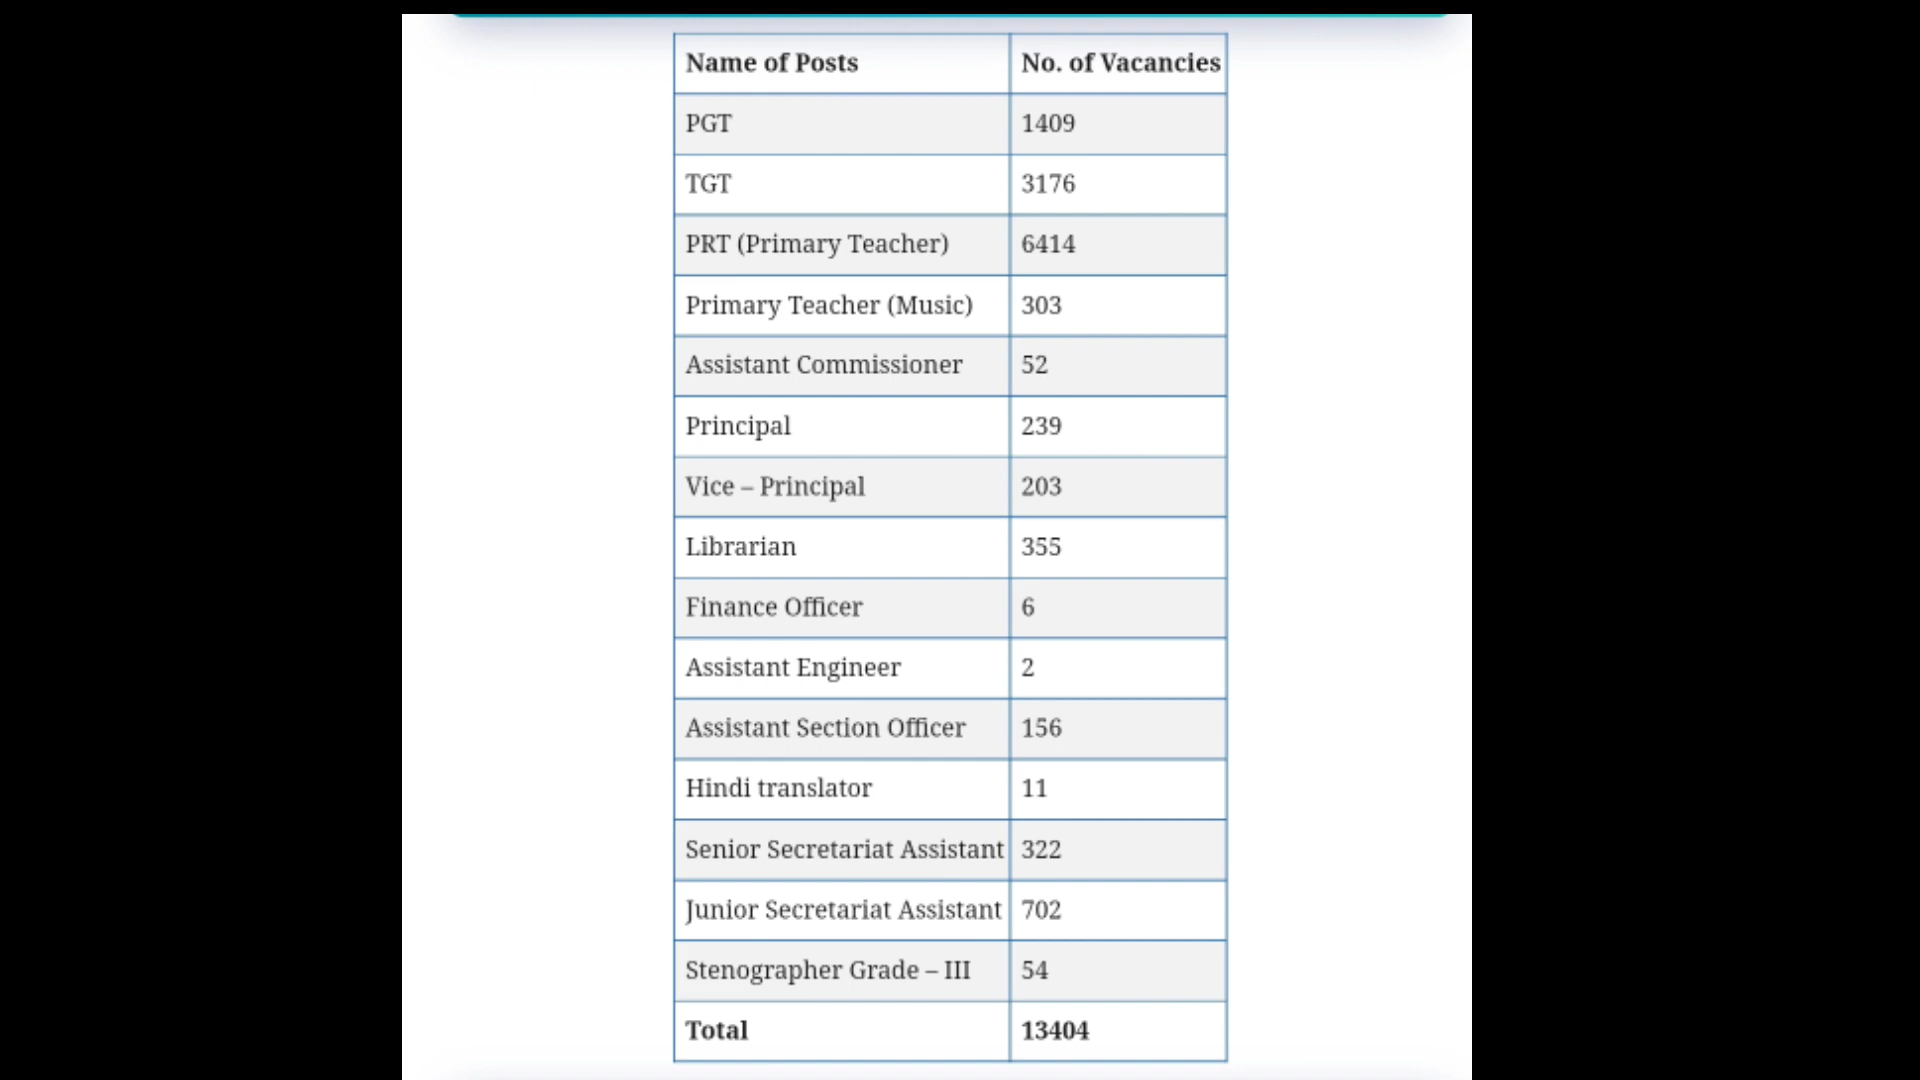 Name of Posts No. of Vacancies
PGT 1409
TGT 3176
PRT (Primary Teacher) 6414
Primary Teacher (Music) 303
Assistant Commissioner 52
Principal 239
Vice – Principal 203
Librarian 355
Finance Officer 6
Assistant Engineer 2
Assistant Section Officer 156
Hindi translator 11
Senior Secretariat Assistant 322
Junior Secretariat Assistant 702
Stenographer Grade – III 54
Total 13404